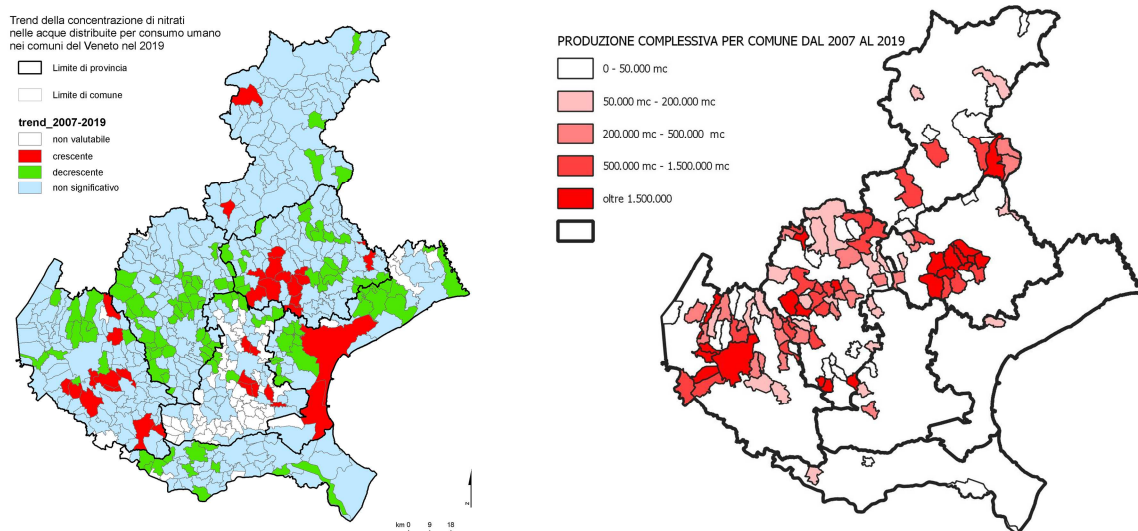 Trend della concentrazione di nitrati
nelle acque distribuite per consumo umano
nei comuni del Veneto nel 2019
Limite di provincia
Limite di comune
trend_2007-2019
non valutabile
crescente
decrescente
non significativo
km 0 9 18
PRODUZIONE COMPLESSIVA PER COMUNE DAL 2007 AL 2019
0 - 50.000 mc
50.000 mc - 200.000 mc
200.000 mc - 500.000 mc
500.000 mc - 1.500.000 mc
oltre 1.500.000